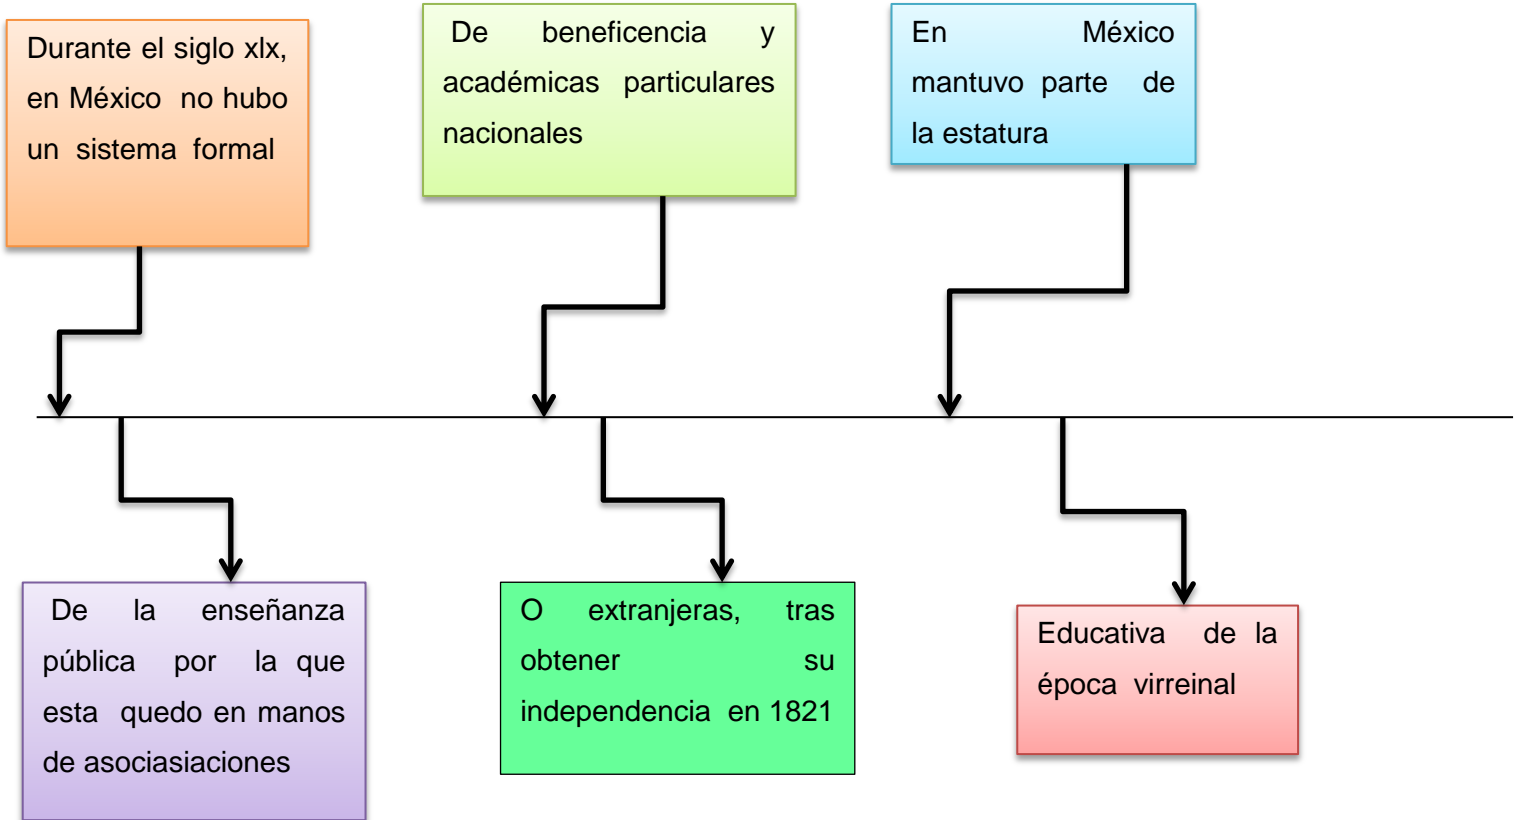 Durante el siglo xlx,
en México no hubo
un sistema formal
De la enseñanza
pública por la que
esta quedo en manos
de asociasiaciones
De beneficencia y
académicas particulares
nacionales
O extranjeras, tras
obtener su
independencia en 1821
En México
mantuvo parte de
la estatura
Educativa de la
época virreinal